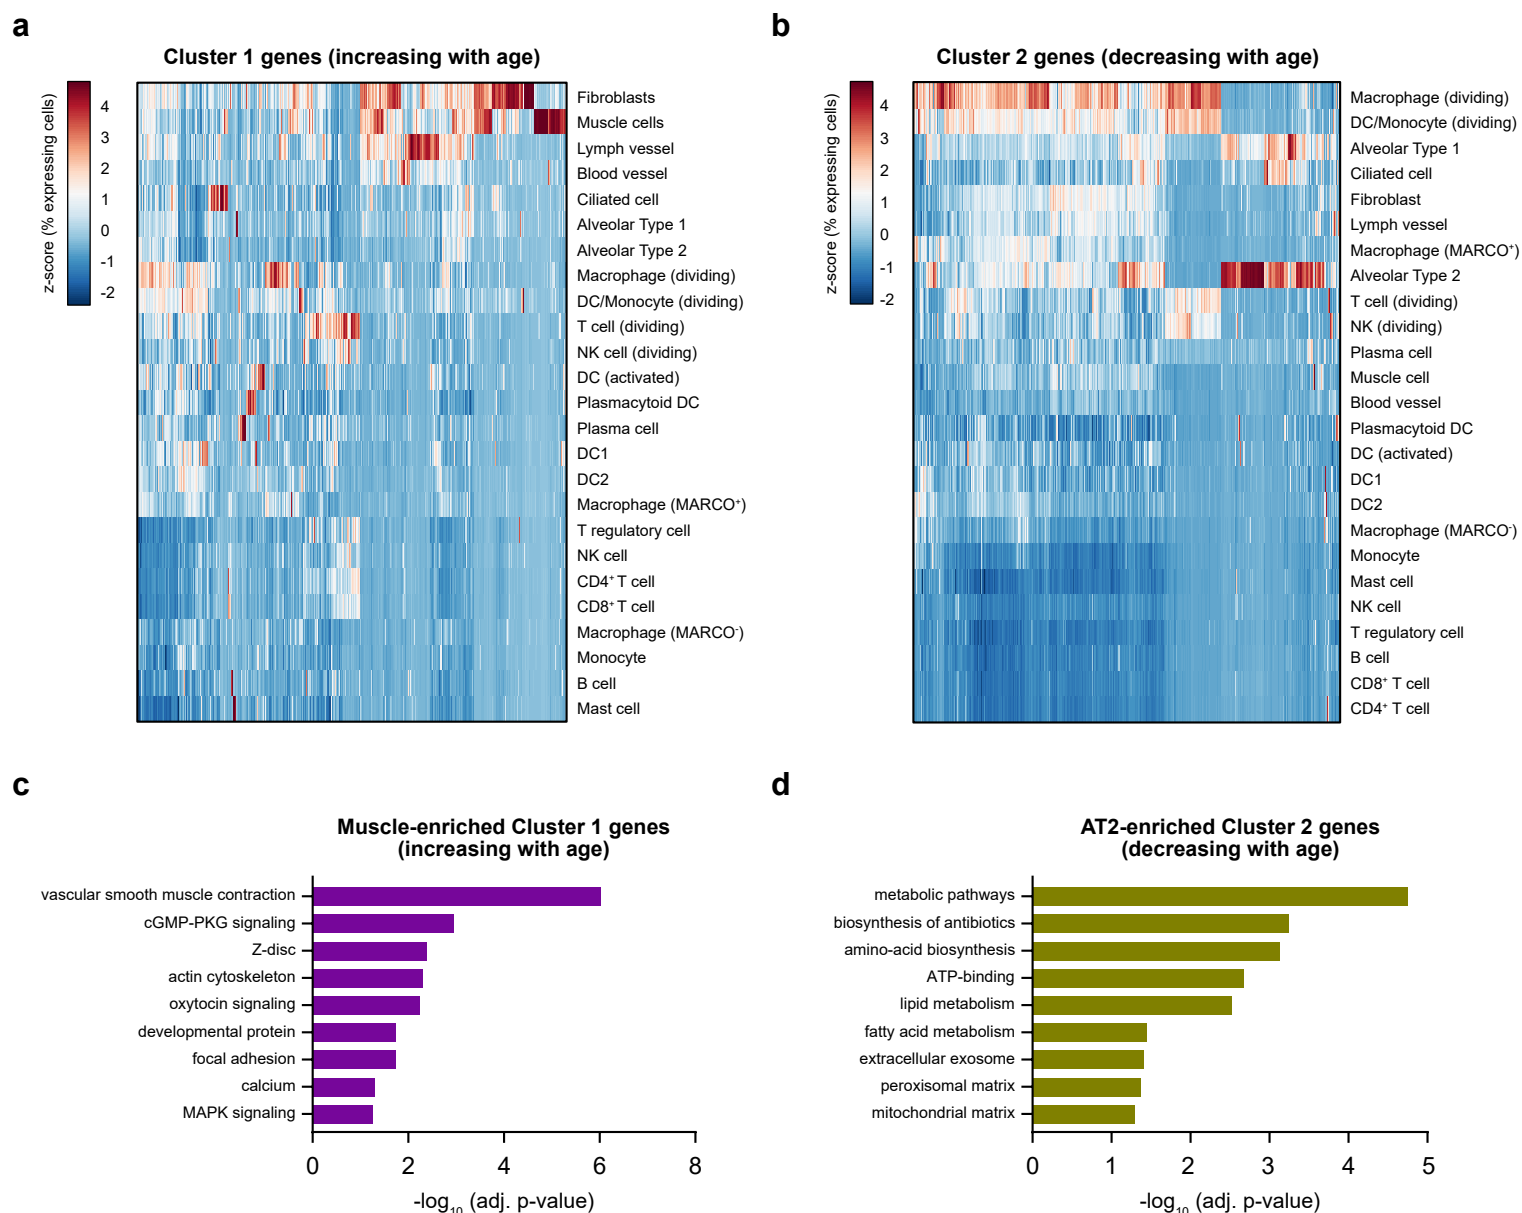 a
Cluster 1 genes (increasing with age)
z-score (% expressing cells)
4
3
2
1
0
-1
-2
Fibroblasts
Muscle cells
Lymph vessel
Blood vessel
Ciliated cell
Alveolar Type 1
Alveolar Type 2
Macrophage (dividing)
DC/Monocyte (dividing)
T cell (dividing)
NK cell (dividing)
DC (activated)
Plasmacytoid DC
Plasma cell
DC1
DC2
Macrophage (MARCO⁺)
T regulatory cell
NK cell
CD4⁺ T cell
CD8⁺ T cell
Macrophage (MARCO⁻)
Monocyte
B cell
Mast cell
b
Cluster 2 genes (decreasing with age)
z-score (% expressing cells)
4
3
2
1
0
-1
-2
Macrophage (dividing)
DC/Monocyte (dividing)
Alveolar Type 1
Ciliated cell
Fibroblast
Lymph vessel
Macrophage (MARCO⁺)
Alveolar Type 2
T cell (dividing)
NK (dividing)
Plasma cell
Muscle cell
Blood vessel
Plasmacytoid DC
DC (activated)
DC1
DC2
Macrophage (MARCO⁻)
Monocyte
Mast cell
NK cell
T regulatory cell
B cell
CD8⁺ T cell
CD4⁺ T cell
c
Muscle-enriched Cluster 1 genes
(increasing with age)
vascular smooth muscle contraction
cGMP-PKG signaling
Z-disc
actin cytoskeleton
oxytocin signaling
developmental protein
focal adhesion
calcium
MAPK signaling
0 2 4 6 8
-log₁₀ (adj. p-value)
d
AT2-enriched Cluster 2 genes
(decreasing with age)
metabolic pathways
biosynthesis of antibiotics
amino-acid biosynthesis
ATP-binding
lipid metabolism
fatty acid metabolism
extracellular exosome
peroxisomal matrix
mitochondrial matrix
0 1 2 3 4 5
-log₁₀ (adj. p-value)